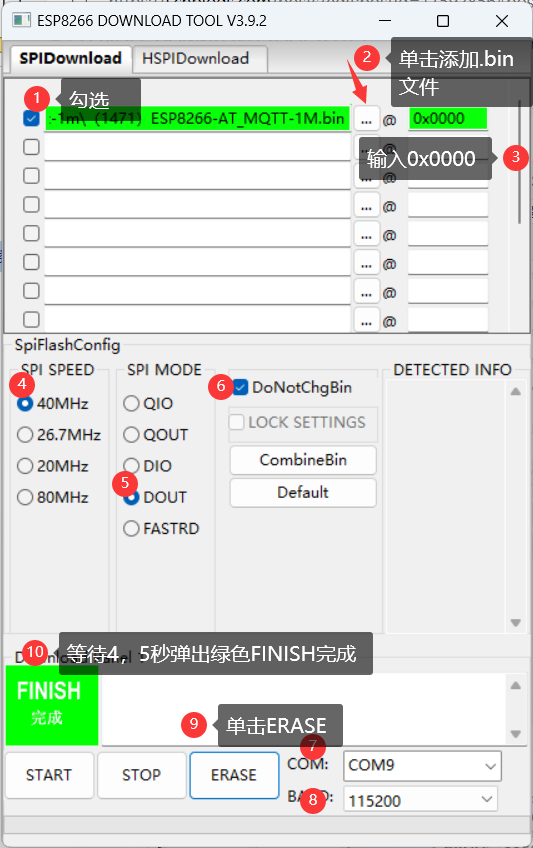 ESP8266 DOWNLOAD TOOL V3.9.2
SPIDownload
HSPIDownload
2
单击添加.bin
文件
1
勾选
:-1m\（1471）ESP8266-AT_MQTT-1M.bin
...
@
0x0000
输入0x0000
3
... @
... @
... @
... @
... @
... @
SpiFlashConfig
SPI SPEED
SPI MODE
DETECTED INFO
4
40MHz
26.7MHz
20MHz
80MHz
QIO
QOUT
DIO
5
DOUT
FASTRD
6
DoNotChgBin
LOCK SETTINGS
CombineBin
Default
10
等待4，5秒弹出绿色FINISH完成
FINISH
完成
9
单击ERASE
START
STOP
ERASE
7
COM:
COM9
8
115200